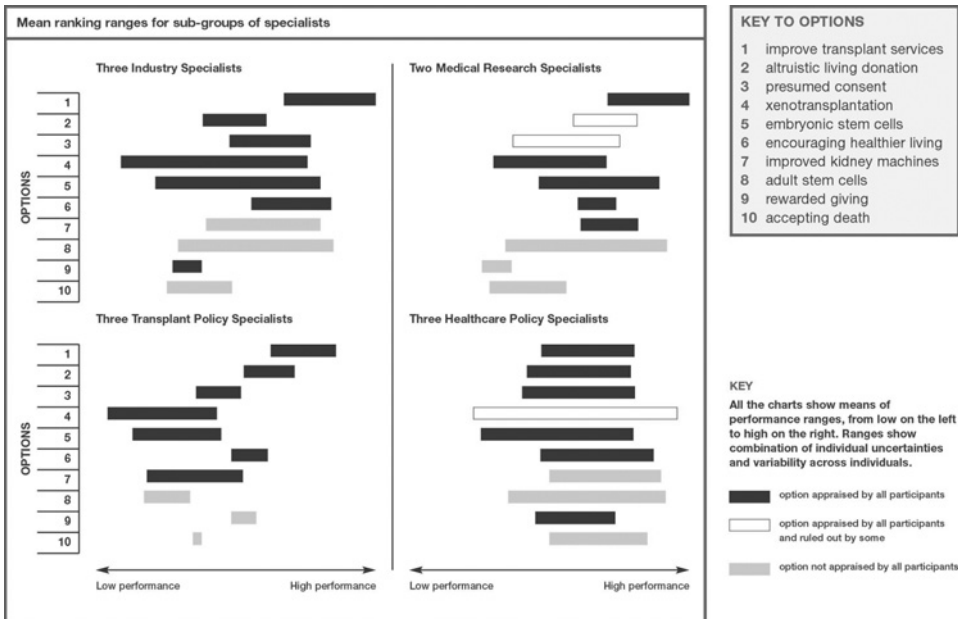 Mean ranking ranges for sub-groups of specialists
Three Industry Specialists
OPTIONS
1
2
3
4
5
6
7
8
9
10
Two Medical Research Specialists
Three Transplant Policy Specialists
OPTIONS
1
2
3
4
5
6
7
8
9
10
Low performance
High performance
Three Healthcare Policy Specialists
Low performance
High performance
KEY TO OPTIONS
1 improve transplant services
2 altruistic living donation
3 presumed consent
4 xenotransplantation
5 embryonic stem cells
6 encouraging healthier living
7 improved kidney machines
8 adult stem cells
9 rewarded giving
10 accepting death
KEY
All the charts show means of
performance ranges, from low on the left
to high on the right. Ranges show
combination of individual uncertainties
and variability across individuals.
option appraised by all participants
option appraised by all participants
and ruled out by some
option not appraised by all participants